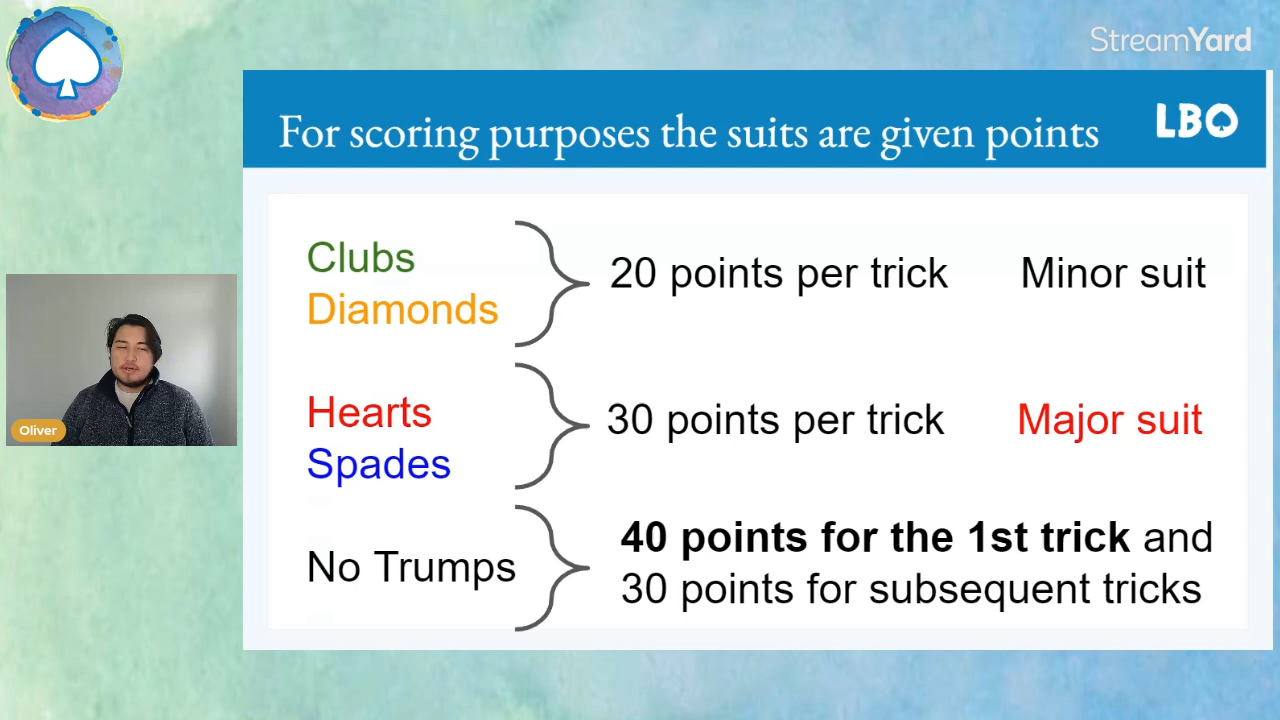 StreamYard
For scoring purposes the suits are given points
LBO
Clubs
Diamonds
20 points per trick
Minor suit
Hearts
Spades
30 points per trick
Major suit
No Trumps
40 points for the 1st trick and
30 points for subsequent tricks
Oliver